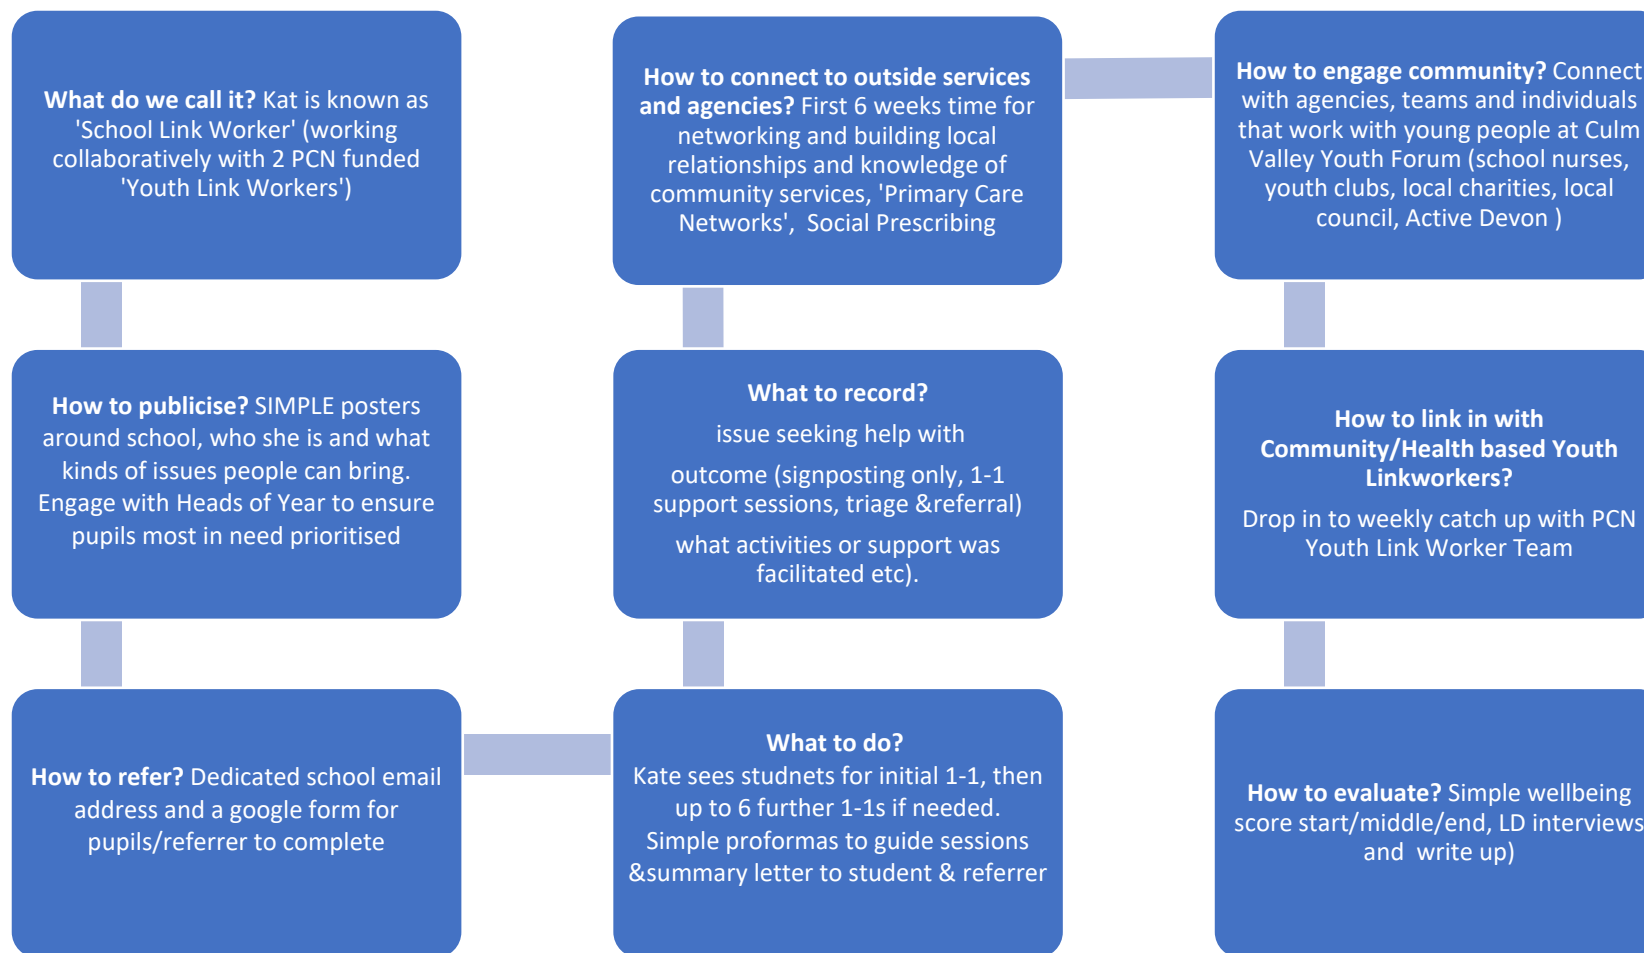 What do we call it? Kat is known as
'School Link Worker' (working
collaboratively with 2 PCN funded
'Youth Link Workers')
How to publicise? SIMPLE posters
around school, who she is and what
kinds of issues people can bring.
Engage with Heads of Year to ensure
pupils most in need prioritised
How to refer? Dedicated school email
address and a google form for
pupils/referrer to complete
What to do?
Kate sees studnets for initial 1-1, then
up to 6 further 1-1s if needed.
Simple proformas to guide sessions
&summary letter to student & referrer
What to record?
issue seeking help with
outcome (signposting only, 1-1
support sessions, triage &referral)
what activities or support was
facilitated etc).
How to connect to outside services
and agencies? First 6 weeks time for
networking and building local
relationships and knowledge of
community services, 'Primary Care
Networks', Social Prescribing
How to engage community? Connect
with agencies, teams and individuals
that work with young people at Culm
Valley Youth Forum (school nurses,
youth clubs, local charities, local
council, Active Devon )
How to link in with
Community/Health based Youth
Linkworkers?
Drop in to weekly catch up with PCN
Youth Link Worker Team
How to evaluate? Simple wellbeing
score start/middle/end, LD interviews
and write up)